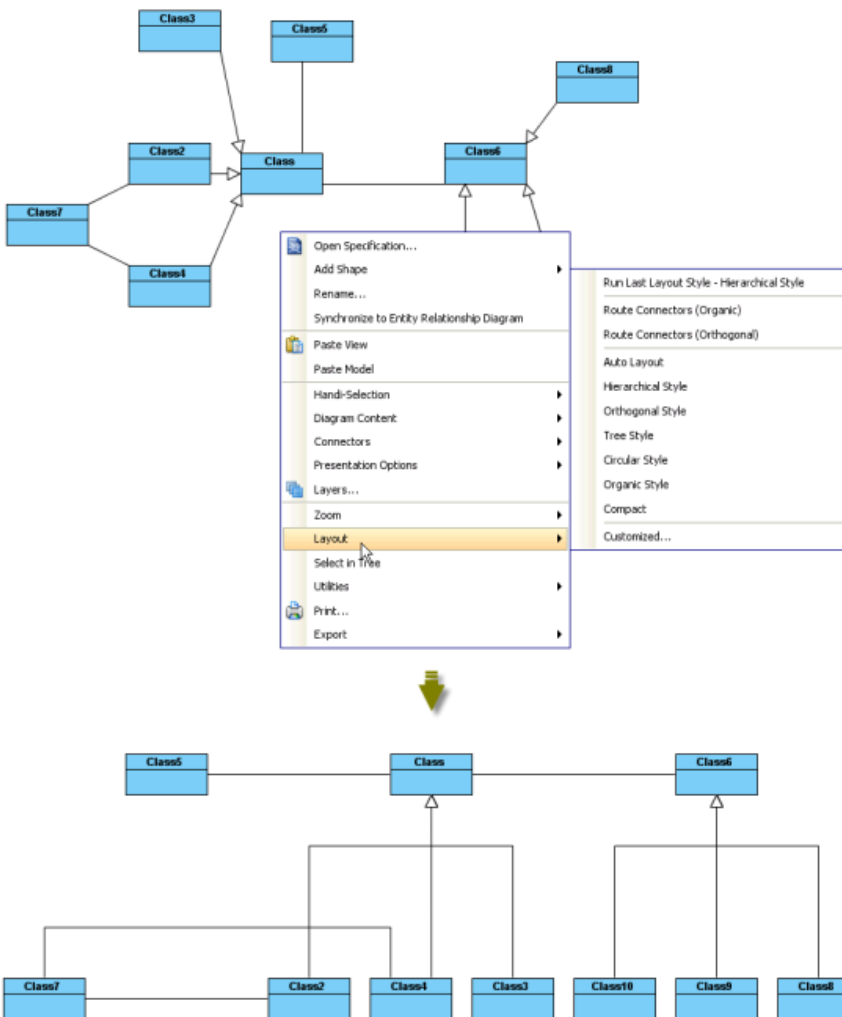 Class3
Class5
Class8
Class2
Class
Class6
Class7
Class4
Open Specification...
Add Shape
Rename...
Synchronize to Entity Relationship Diagram
Paste View
Paste Model
Handi-Selection
Diagram Content
Connectors
Presentation Options
Layers...
Zoom
Layout
Select in Tree
Utilities
Print...
Export
Run Last Layout Style - Hierarchical Style
Route Connectors (Organic)
Route Connectors (Orthogonal)
Auto Layout
Hierarchical Style
Orthogonal Style
Tree Style
Circular Style
Organic Style
Compact
Customized...
Class5
Class
Class6
Class7
Class2
Class4
Class3
Class10
Class9
Class8